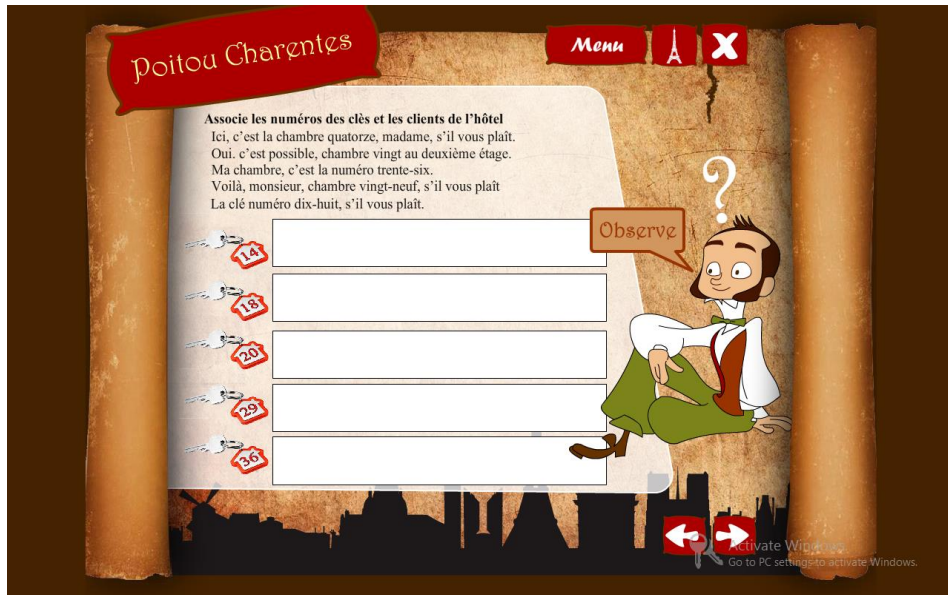 Poitou Charentes
Menu
X
Associe les numéros des clès et les clients de l'hôtel
Ici, c'est la chambre quatorze, madame, s'il vous plaît.
Oui. c'est possible, chambre vingt au deuxième étage.
Ma chambre, c'est la numéro trente-six.
Voilà, monsieur, chambre vingt-neuf, s'il vous plaît
La clé numéro dix-huit, s'il vous plaît.
?
Observe
14
18
20
29
36
Activate Windows
Go to PC settings to activate Windows.